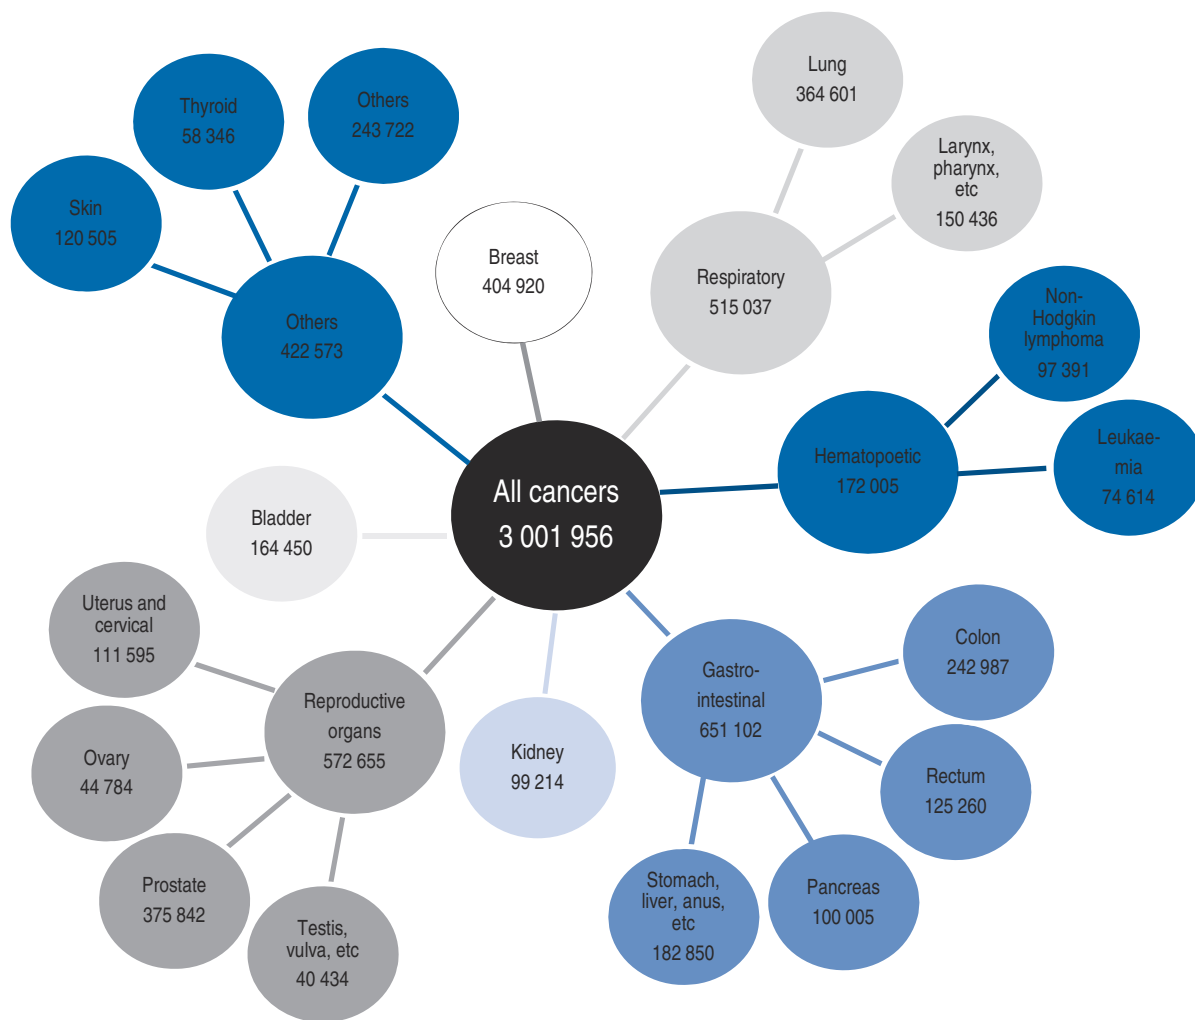 Lung
364 601
Thyroid
58 346
Others
243 722
Larynx,
pharynx,
etc
150 436
Skin
120 505
Breast
404 920
Respiratory
515 037
Others
422 573
Non-
Hodgkin
lymphoma
97 391
Hematopoetic
172 005
Leukae-
mia
74 614
All cancers
3 001 956
Bladder
164 450
Uterus and
cervical
111 595
Reproductive
organs
572 655
Ovary
44 784
Prostate
375 842
Testis,
vulva, etc
40 434
Kidney
99 214
Gastro-
intestinal
651 102
Colon
242 987
Rectum
125 260
Pancreas
100 005
Stomach,
liver, anus,
etc
182 850